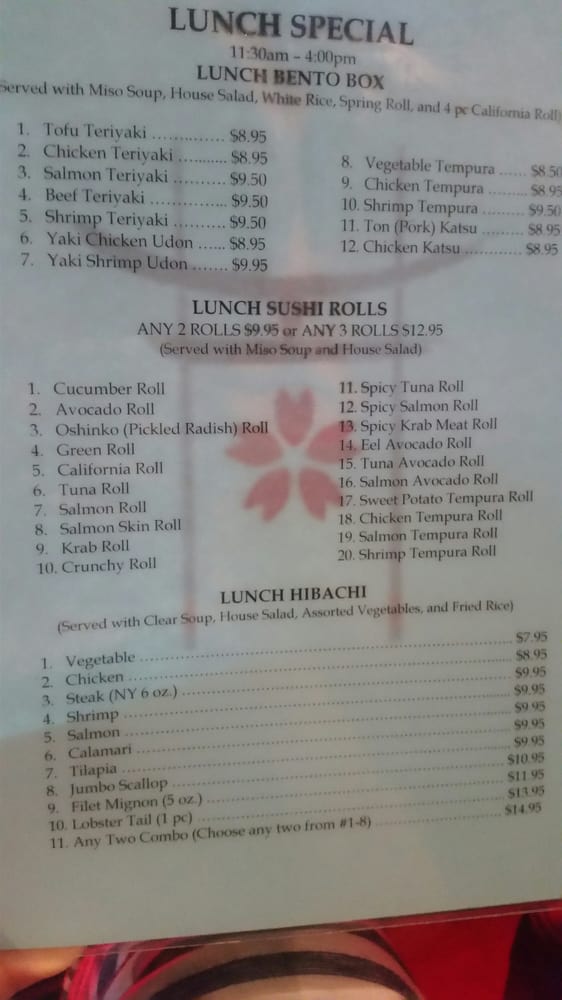 LUNCH SPECIAL
11:30am – 4:00pm
LUNCH BENTO BOX
Served with Miso Soup, House Salad, White Rice, Spring Roll, and 4 pc California Roll)
1. Tofu Teriyaki .............. $8.95
2. Chicken Teriyaki ........... $8.95
3. Salmon Teriyaki .......... $9.50
4. Beef Teriyaki .............. $9.50
5. Shrimp Teriyaki .......... $9.50
6. Yaki Chicken Udon ...... $8.95
7. Yaki Shrimp Udon ....... $9.95
8. Vegetable Tempura ...... $8.50
9. Chicken Tempura ........ $8.95
10. Shrimp Tempura ......... $9.50
11. Ton (Pork) Katsu ......... $8.95
12. Chicken Katsu ............ $8.95
LUNCH SUSHI ROLLS
ANY 2 ROLLS $9.95 or ANY 3 ROLLS $12.95
(Served with Miso Soup and House Salad)
1. Cucumber Roll
2. Avocado Roll
3. Oshinko (Pickled Radish) Roll
4. Green Roll
5. California Roll
6. Tuna Roll
7. Salmon Roll
8. Salmon Skin Roll
9. Krab Roll
10. Crunchy Roll
11. Spicy Tuna Roll
12. Spicy Salmon Roll
13. Spicy Krab Meat Roll
14. Eel Avocado Roll
15. Tuna Avocado Roll
16. Salmon Avocado Roll
17. Sweet Potato Tempura Roll
18. Chicken Tempura Roll
19. Salmon Tempura Roll
20. Shrimp Tempura Roll
LUNCH HIBACHI
(Served with Clear Soup, House Salad, Assorted Vegetables, and Fried Rice)
1. Vegetable .............. $7.95
2. Chicken .............. $8.95
3. Steak (NY 6 oz.) .............. $9.95
4. Shrimp .............. $9.95
5. Salmon .............. $9.95
6. Calamari .............. $9.95
7. Tilapia .............. $9.95
8. Jumbo Scallop .............. $10.95
9. Filet Mignon (5 oz.) .............. $11.95
10. Lobster Tail (1 pc) .............. $13.95
11. Any Two Combo (Choose any two from #1-8) .............. $14.95